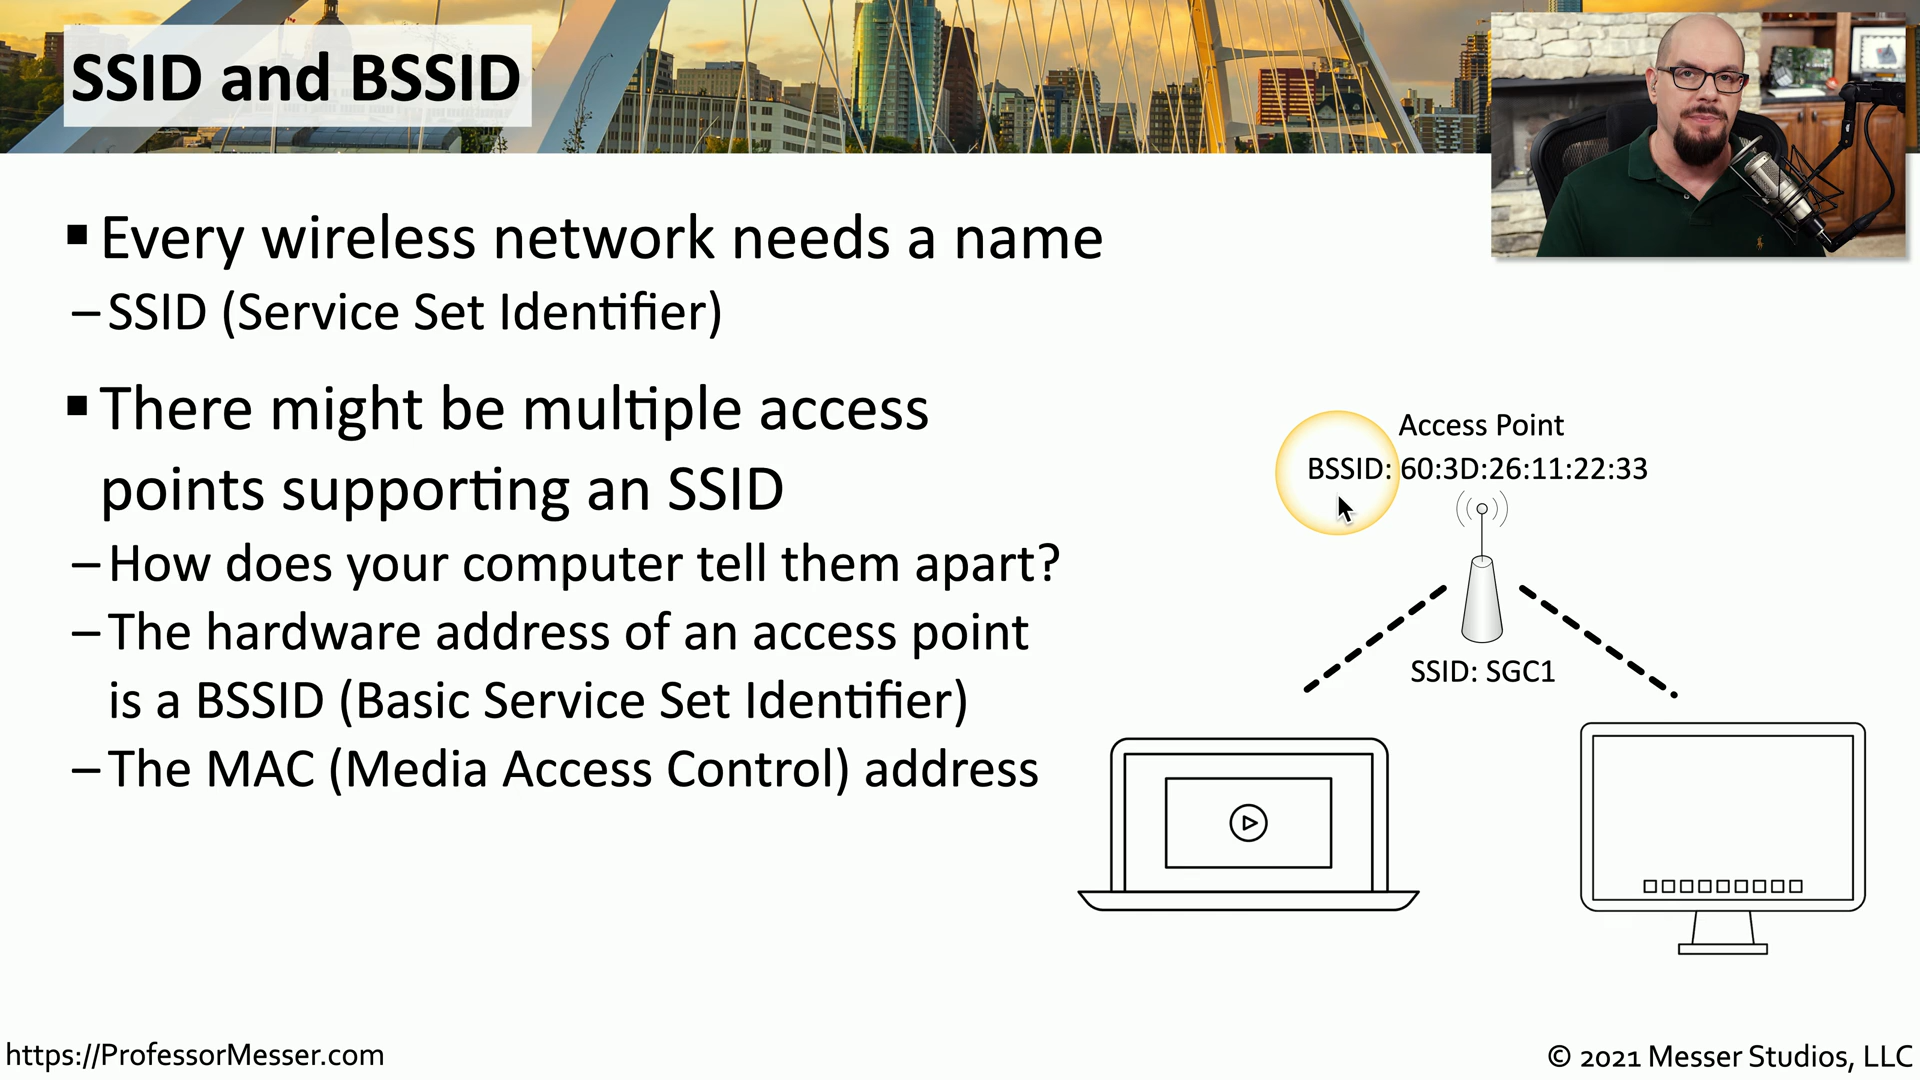 SSID and BSSID
▪ Every wireless network needs a name
– SSID (Service Set Identifier)
▪ There might be multiple access
points supporting an SSID
– How does your computer tell them apart?
– The hardware address of an access point
is a BSSID (Basic Service Set Identifier)
– The MAC (Media Access Control) address
Access Point
BSSID: 60:3D:26:11:22:33
SSID: SGC1
https://ProfessorMesser.com
© 2021 Messer Studios, LLC